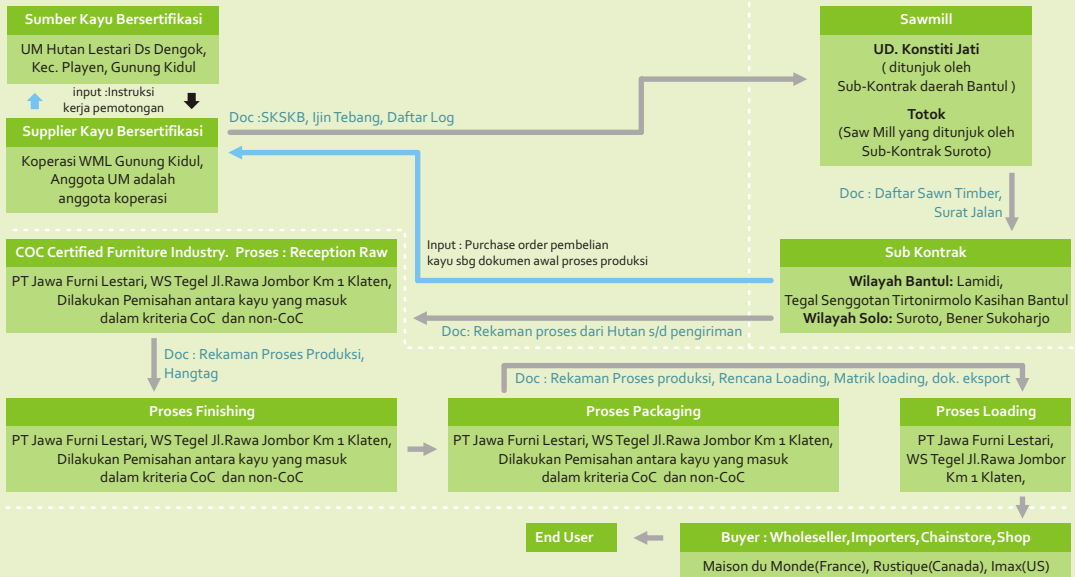 Sumber Kayu Bersertifikasi
UM Hutan Lestari Ds Dengok,
Kec. Playen, Gunung Kidul
input :Instruksi
kerja pemotongan
Supplier Kayu Bersertifikasi
Koperasi WML Gunung Kidul,
Anggota UM adalah
anggota koperasi
Doc :SKSKB, Ijin Tebang, Daftar Log
Sawmill
UD. Konstiti Jati
( ditunjuk oleh
Sub-Kontrak daerah Bantul )
Totok
(Saw Mill yang ditunjuk oleh
Sub-Kontrak Suroto)
Doc : Daftar Sawn Timber,
Surat Jalan
Sub Kontrak
Wilayah Bantul: Lamidi,
Tegal Senggotan Tirtonirmolo Kasihan Bantul
Wilayah Solo: Suroto, Bener Sukoharjo
Input : Purchase order pembelian
kayu sbg dokumen awal proses produksi
Doc: Rekaman proses dari Hutan s/d pengiriman
COC Certified Furniture Industry. Proses : Reception Raw
PT Jawa Furni Lestari, WS Tegel Jl.Rawa Jombor Km 1 Klaten,
Dilakukan Pemisahan antara kayu yang masuk
dalam kriteria CoC dan non-CoC
Doc : Rekaman Proses Produksi,
Hangtag
Proses Finishing
PT Jawa Furni Lestari, WS Tegel Jl.Rawa Jombor Km 1 Klaten,
Dilakukan Pemisahan antara kayu yang masuk
dalam kriteria CoC dan non-CoC
Doc : Rekaman Proses produksi, Rencana Loading, Matrik loading, dok. eksport
Proses Packaging
PT Jawa Furni Lestari, WS Tegel Jl.Rawa Jombor Km 1 Klaten,
Dilakukan Pemisahan antara kayu yang masuk
dalam kriteria CoC dan non-CoC
Proses Loading
PT Jawa Furni Lestari,
WS Tegel Jl.Rawa Jombor
Km 1 Klaten,
End User
Buyer : Wholeseller,Importers,Chainstore,Shop
Maison du Monde(France), Rustique(Canada), Imax(US)